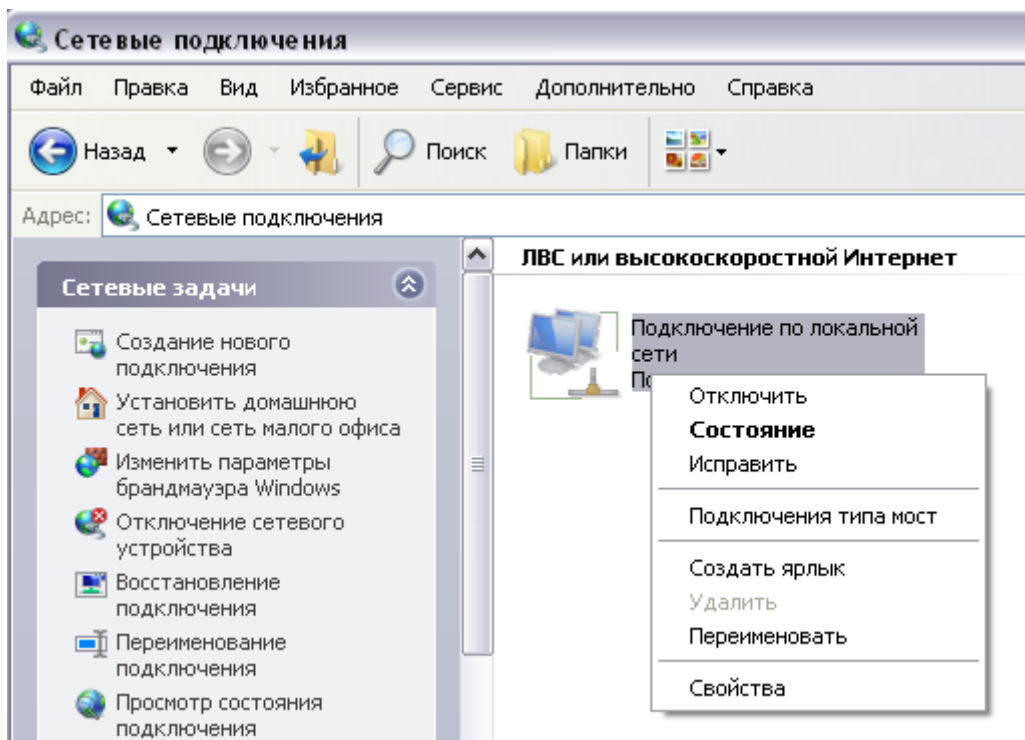 Сетевые подключения
Файл Правка Вид Избранное Сервис Дополнительно Справка
Назад Поиск Папки
Адрес: Сетевые подключения
Сетевые задачи
Создание нового
подключения
Установить домашнюю
сеть или сеть малого офиса
Изменить параметры
брандмауэра Windows
Отключение сетевого
устройства
Восстановление
подключения
Переименование
подключения
Просмотр состояния
подключения
ЛВС или высокоскоростной Интернет
Подключение по локальной
сети
Отключить
Состояние
Исправить
Подключения типа мост
Создать ярлык
Удалить
Переименовать
Свойства